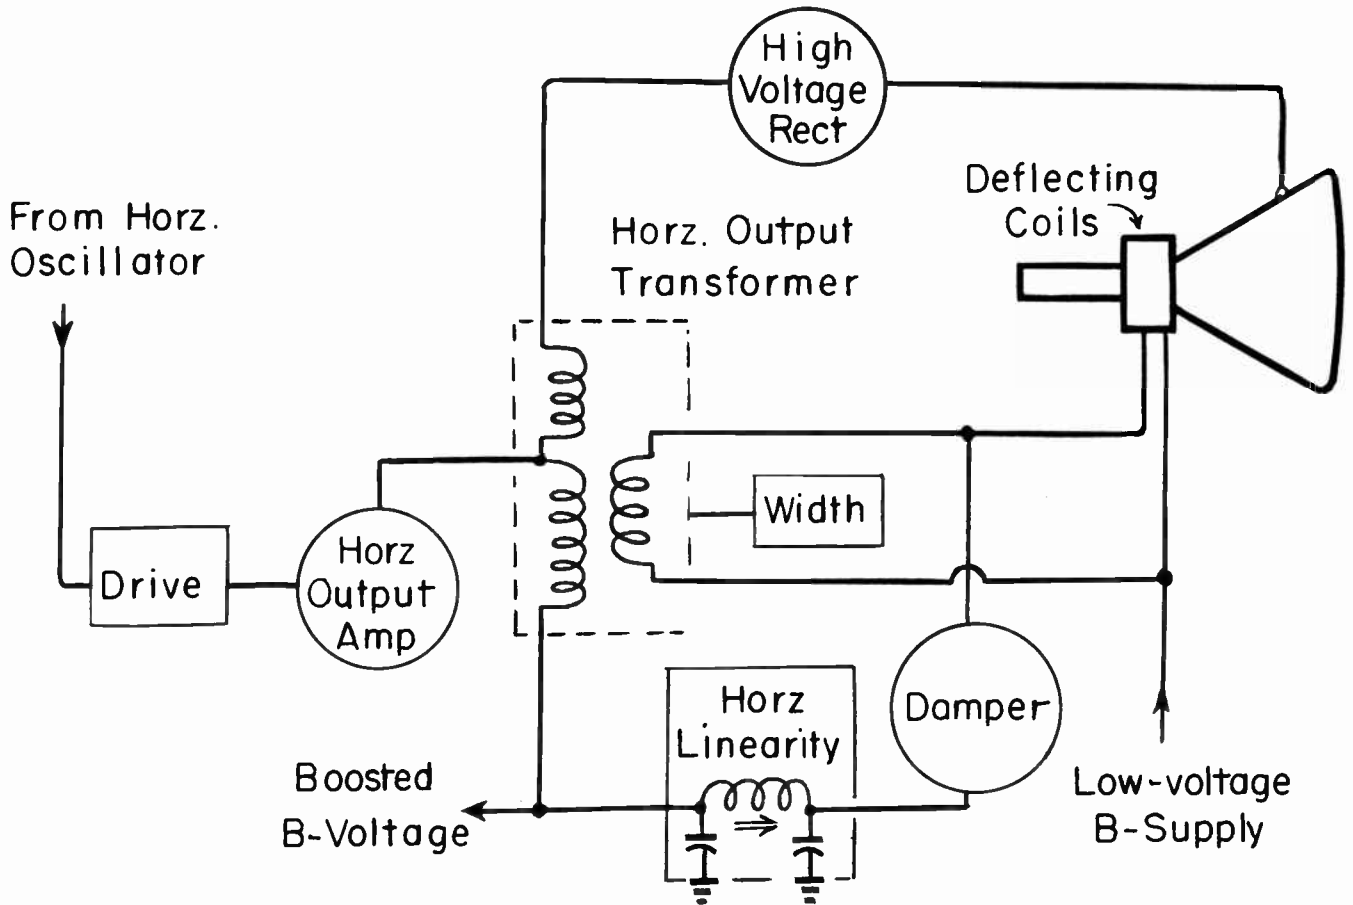 High
Voltage
Rect
Deflecting
Coils
From Horz.
Oscillator
Horz. Output
Transformer
Width
Drive
Horz
Output
Amp
Horz
Linearity
Damper
Boosted
B-Voltage
Low-voltage
B-Supply